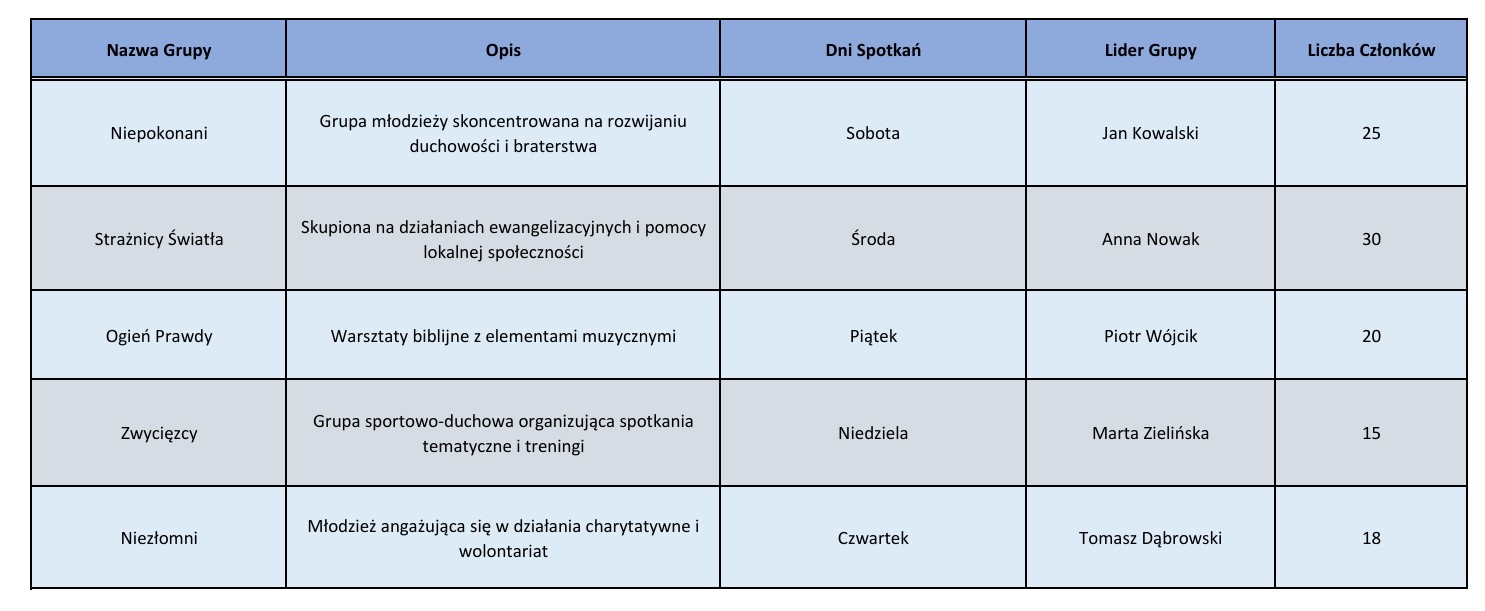 Nazwa Grupy Opis Dni Spotkań Lider Grupy Liczba Członków
Niepokonani Grupa młodzieży skoncentrowana na rozwijaniu
duchowości i braterstwa Sobota Jan Kowalski 25
Strażnicy Światła Skupiona na działaniach ewangelizacyjnych i pomocy
lokalnej społeczności Środa Anna Nowak 30
Ogień Prawdy Warsztaty biblijne z elementami muzycznymi Piątek Piotr Wójcik 20
Zwycięzcy Grupa sportowo-duchowa organizująca spotkania
tematyczne i treningi Niedziela Marta Zielińska 15
Niezłomni Młodzież angażująca się w działania charytatywne i
wolontariat Czwartek Tomasz Dąbrowski 18